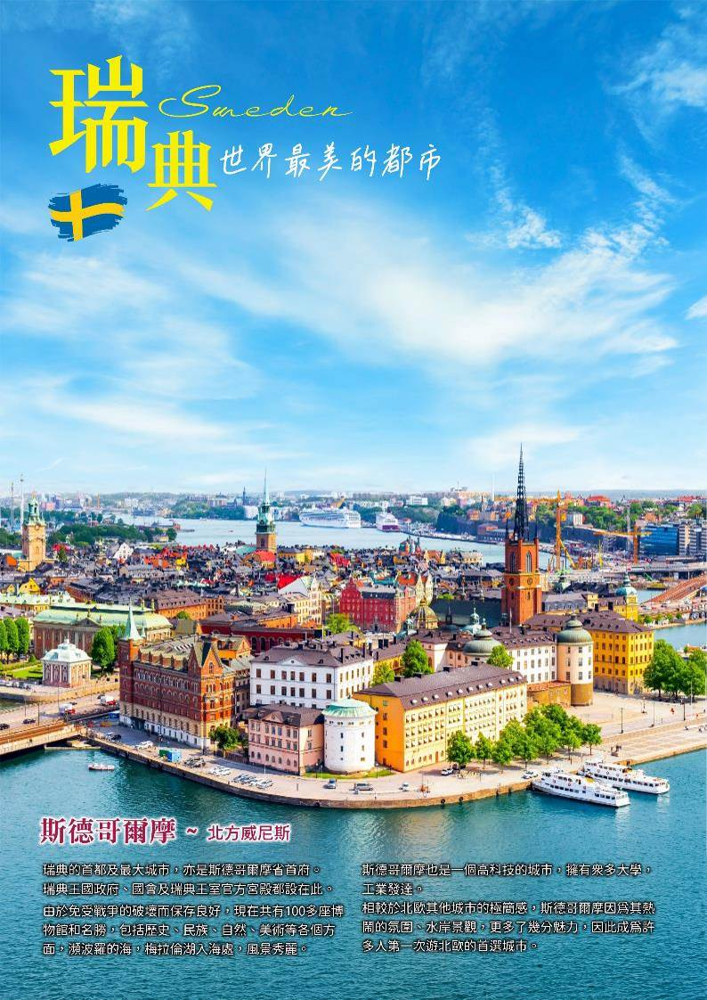 瑞典
Sweden
世界最美的都市
斯德哥爾摩 ~ 北方威尼斯
瑞典的首都及最大城市，亦是斯德哥爾摩省首府。
瑞典王國政府、國會及瑞典王室官方宮殿都設在此。
由於免受戰爭的破壞而保存良好，現在共有100多座博
物館和名勝，包括歷史、民族、自然、美術等各個方
面，瀕波羅的海，梅拉倫湖入海處，風景秀麗。
斯德哥爾摩也是一個高科技的城市，擁有眾多大學，
工業發達。
相較於北歐其他城市的極簡感，斯德哥爾摩因為其熱
鬧的氛圍、水岸景觀，更多了幾分魅力，因此成為許
多人第一次遊北歐的首選城市。